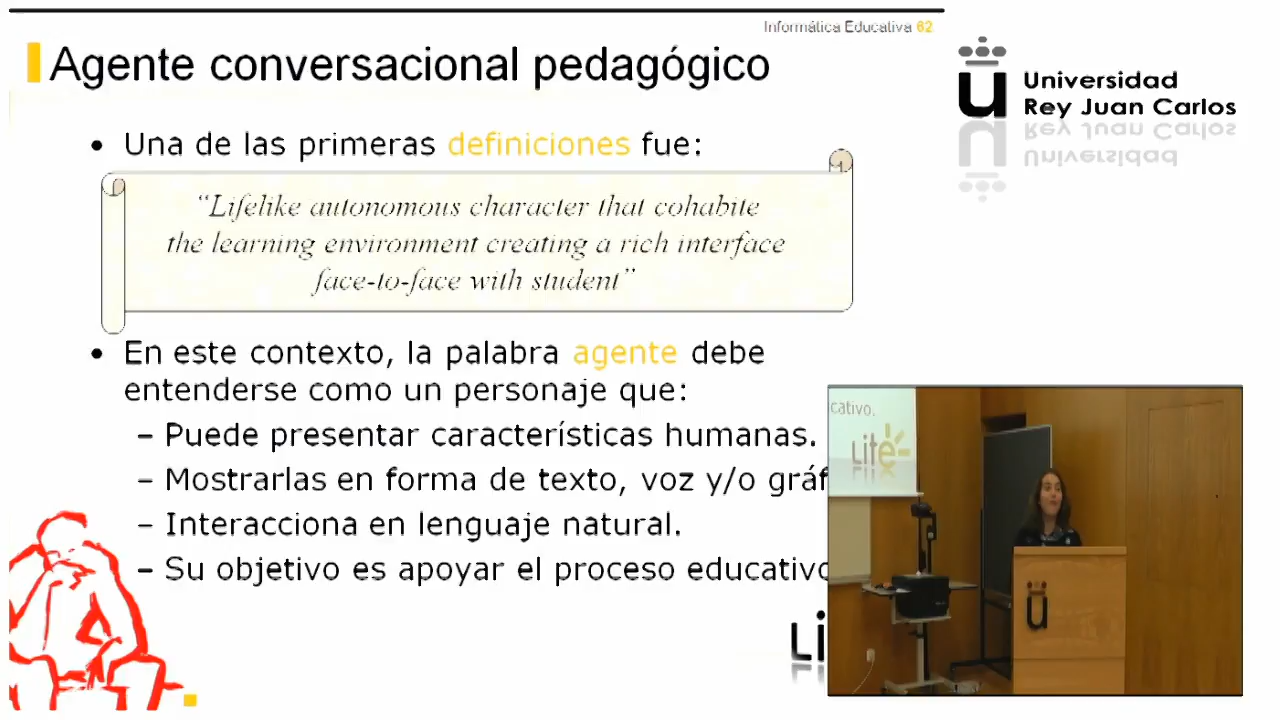 Informática Educativa 62
Agente conversacional pedagógico
Universidad
Rey Juan Carlos
• Una de las primeras definiciones fue:
“Lifelike autonomous character that cohabite
the learning environment creating a rich interface
face-to-face with student”
• En este contexto, la palabra agente debe
entenderse como un personaje que:
– Puede presentar características humanas.
– Mostrarlas en forma de texto, voz y/o gráf
– Interacciona en lenguaje natural.
– Su objetivo es apoyar el proceso educativo
cativo.
Lite
Li